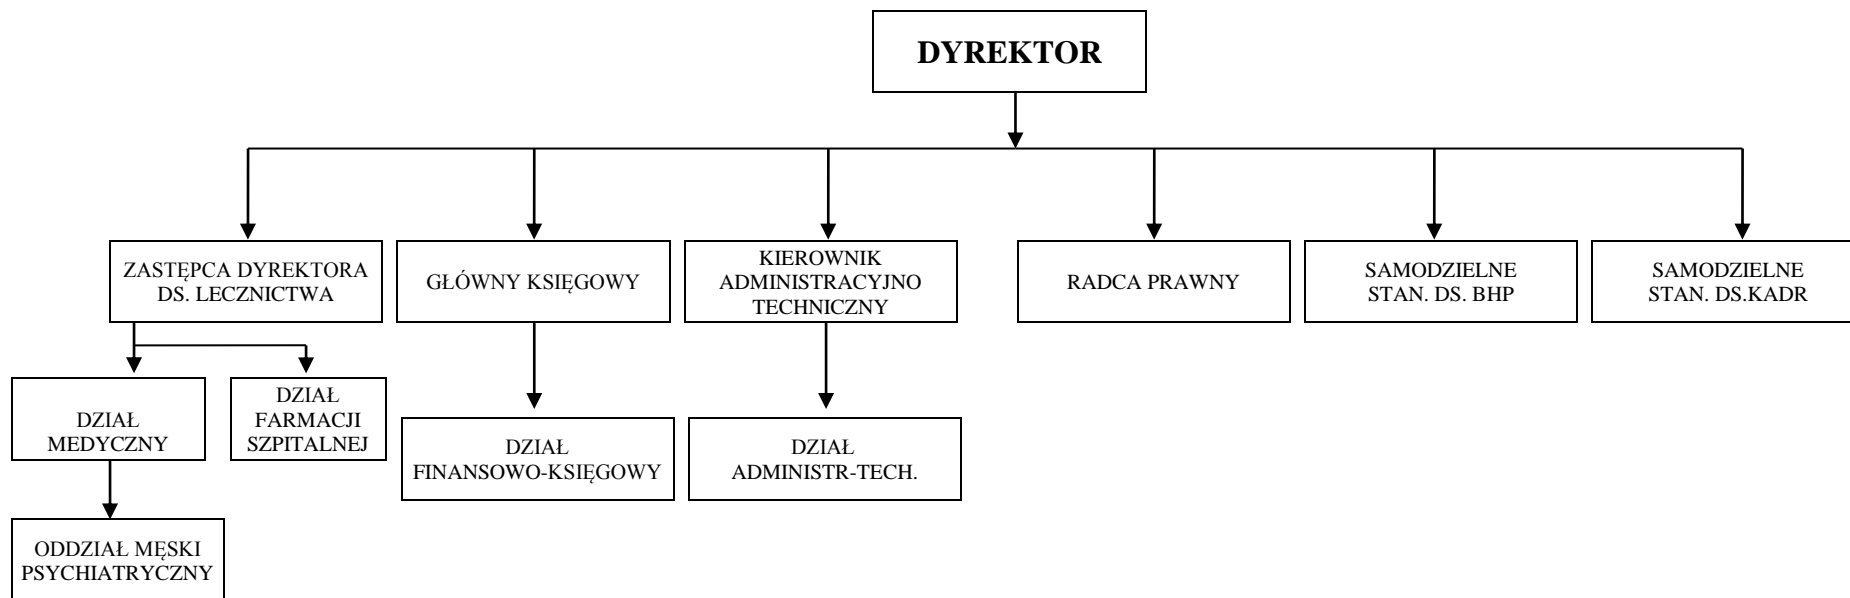 DYREKTOR
ZASTĘPCA DYREKTORA
DS. LECZNICTWA
GŁÓWNY KSIĘGOWY
KIEROWNIK
ADMINISTRACYJNO
TECHNICZNY
RADCA PRAWNY
SAMODZIELNE
STAN. DS. BHP
SAMODZIELNE
STAN. DS.KADR
DZIAŁ
MEDYCZNY
DZIAŁ
FARMACJI
SZPITALNEJ
DZIAŁ
FINANSOWO-KSIĘGOWY
DZIAŁ
ADMINISTR-TECH.
ODDZIAŁ MĘSKI
PSYCHIATRYCZNY